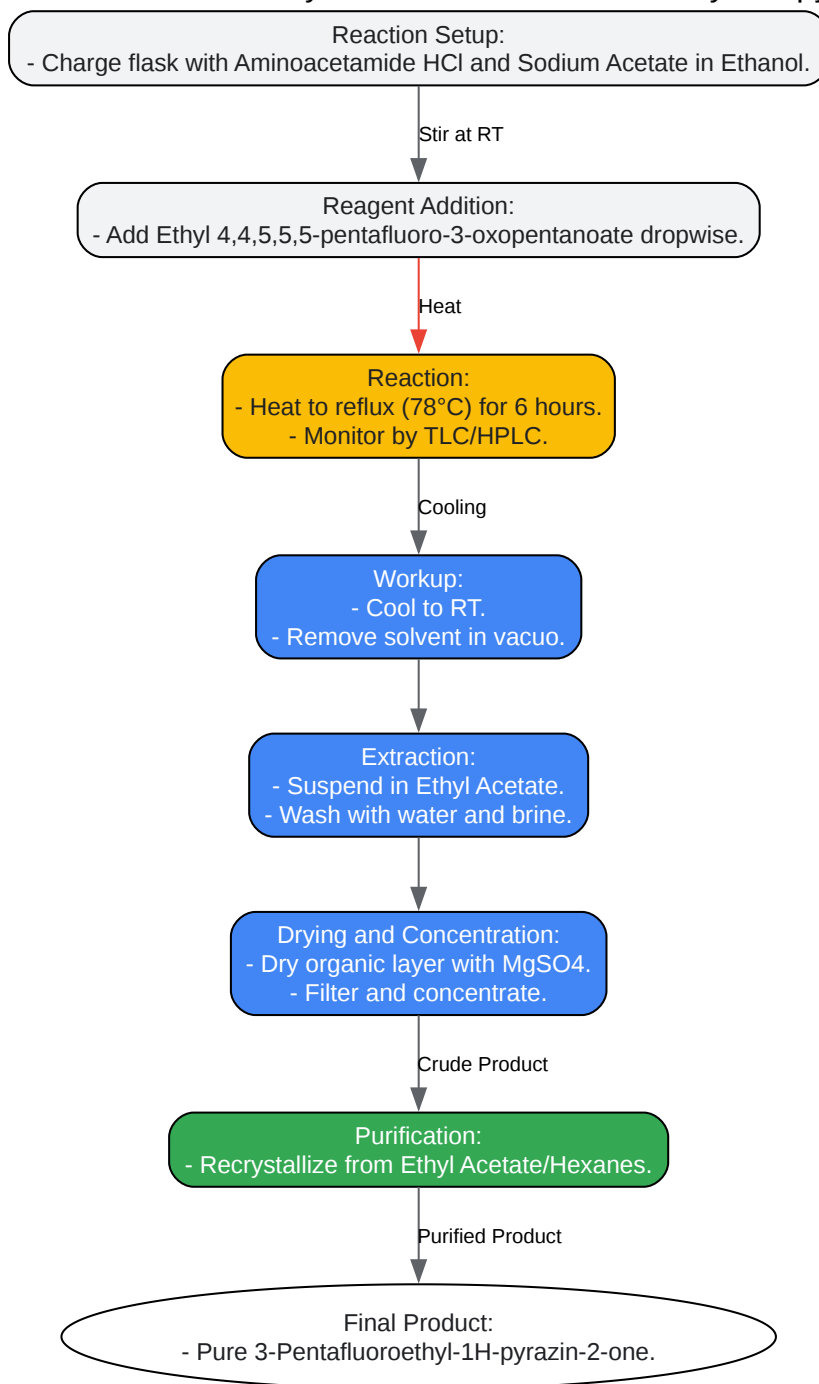 Reaction Setup:
- Charge flask with Aminoacetamide HCl and Sodium Acetate in Ethanol.
Stir at RT
Reagent Addition:
- Add Ethyl 4,4,5,5,5-pentafluoro-3-oxopentanoate dropwise.
Heat
Reaction:
- Heat to reflux (78°C) for 6 hours.
- Monitor by TLC/HPLC.
Cooling
Workup:
- Cool to RT.
- Remove solvent in vacuo.
Extraction:
- Suspend in Ethyl Acetate.
- Wash with water and brine.
Drying and Concentration:
- Dry organic layer with MgSO4.
- Filter and concentrate.
Crude Product
Purification:
- Recrystallize from Ethyl Acetate/Hexanes.
Purified Product
Final Product:
- Pure 3-Pentafluoroethyl-1H-pyrazin-2-one.